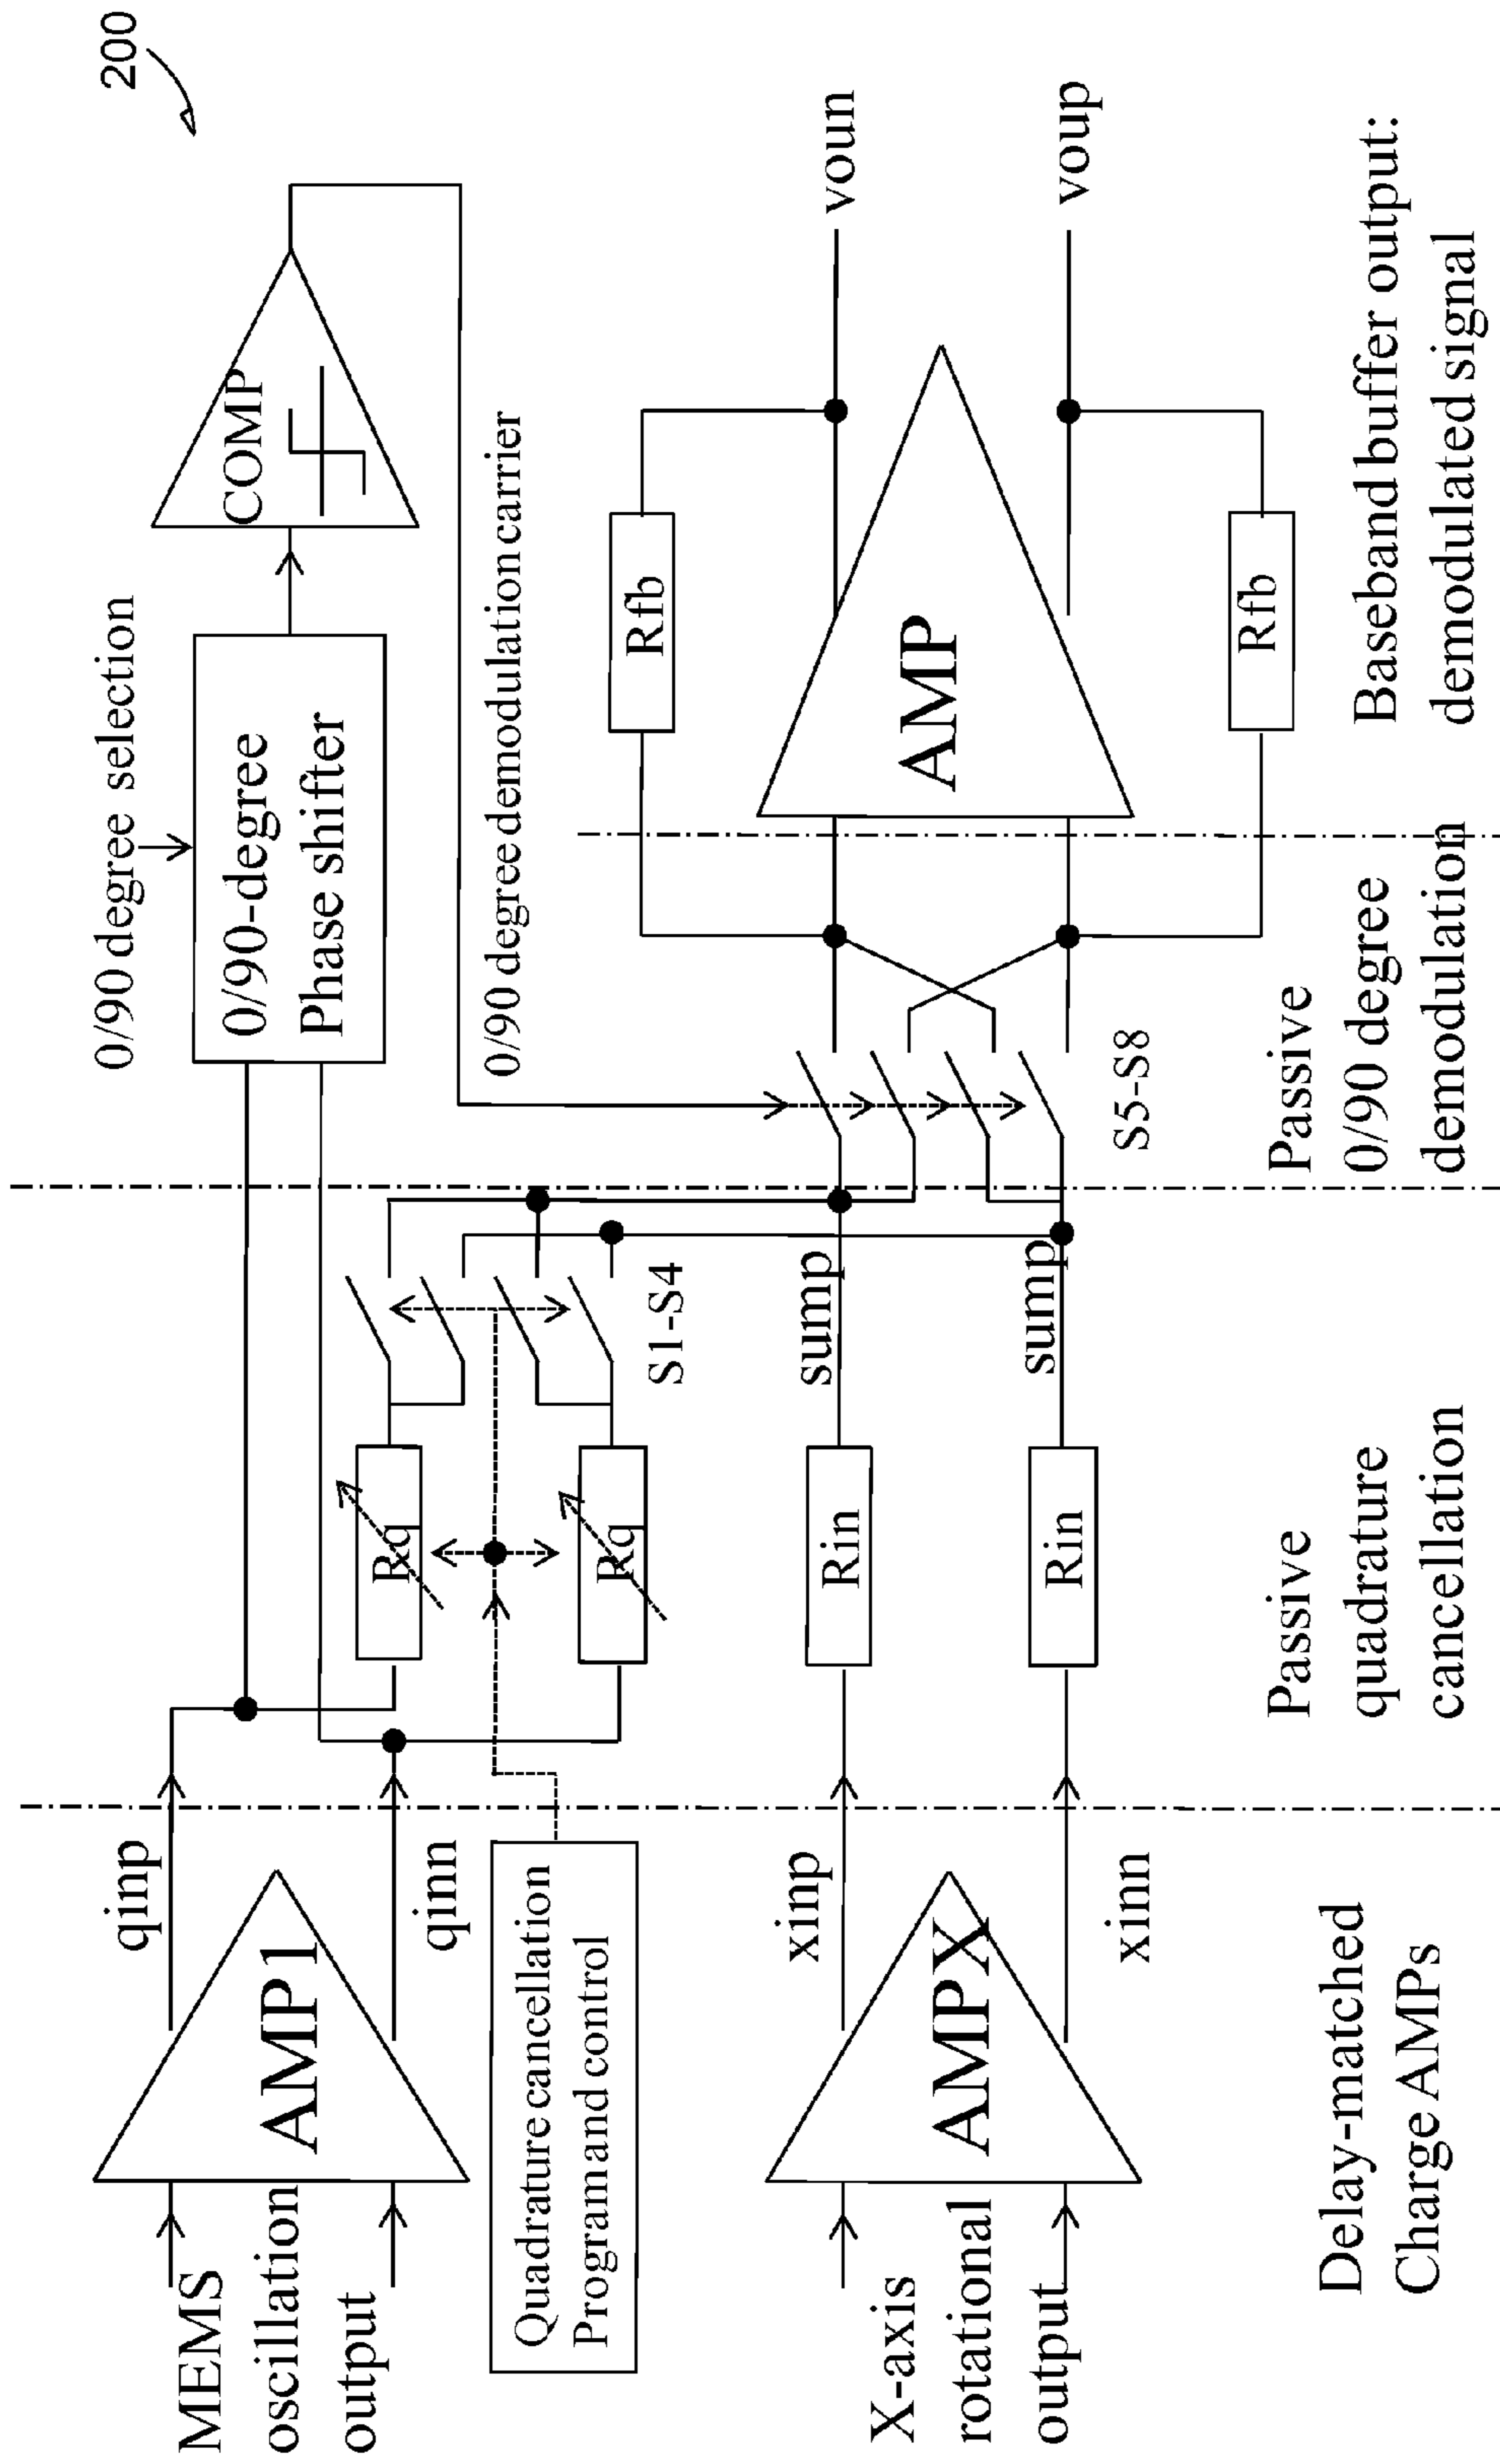 200
0/90 degree selection
0/90-degree
Phase shifter
COMP
0/90 degree demodulation carrier
MEMS
oscillation
output
AMP1
qinp
qinn
Rq
Rq
S1-S4
Quadrature cancellation
Program and control
X-axis
rotational
output
AMPX
xinp
xinn
Rin
Rin
sump
sump
S5-S8
Rfb
AMP
Rfb
voun
voup
Delay-matched
Charge AMPs
Passive
quadrature
cancellation
Passive
0/90 degree
demodulation
Baseband buffer output:
demodulated signal